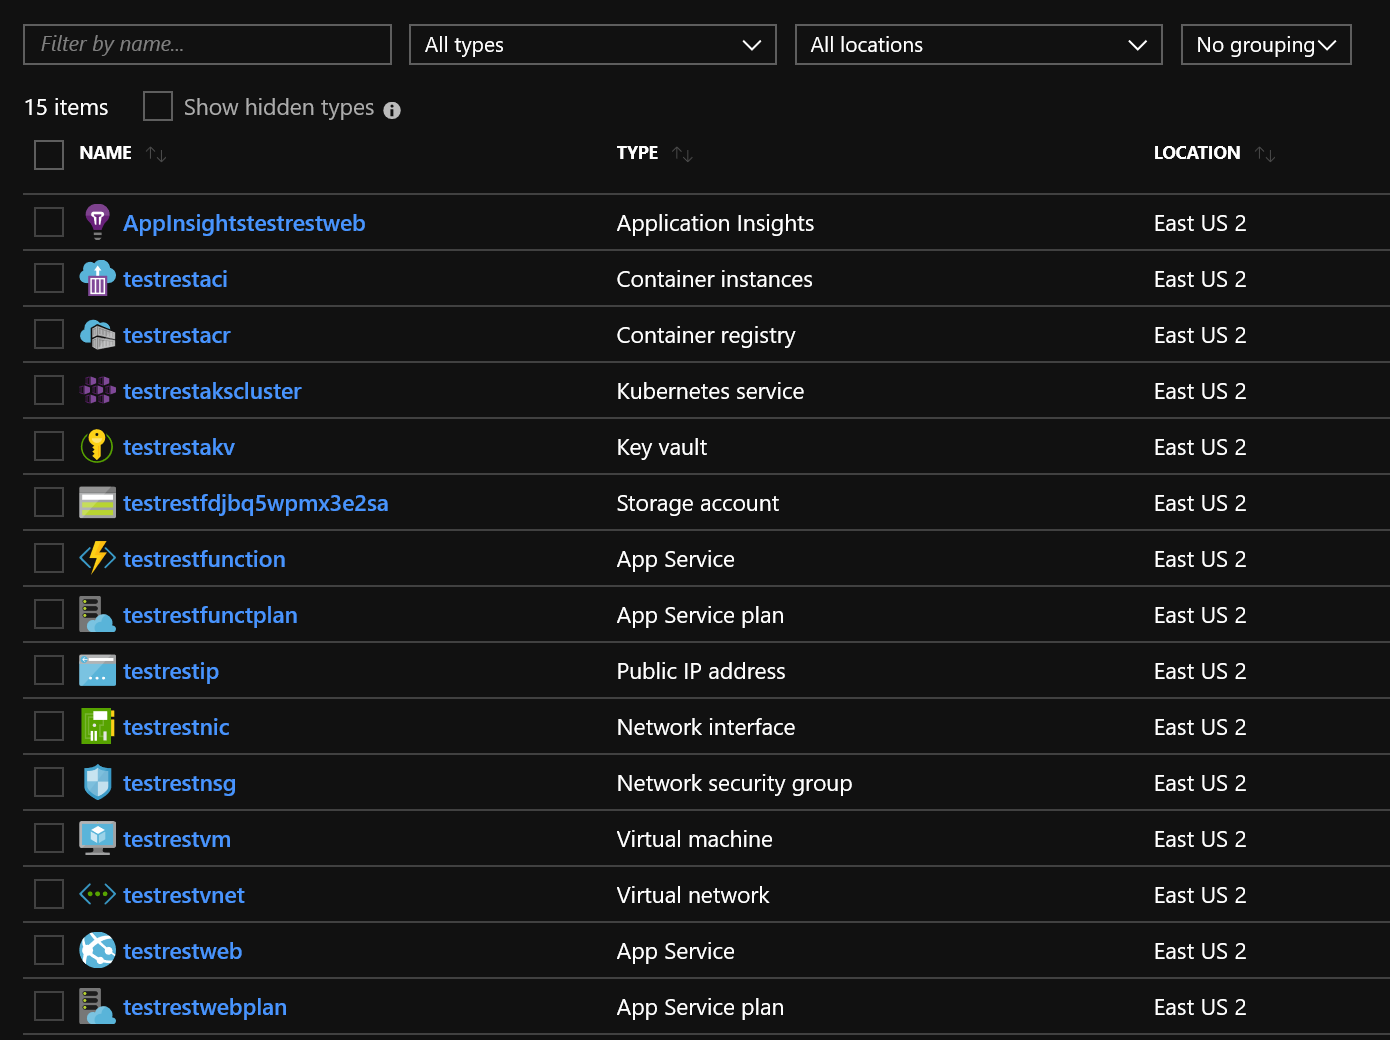 Filter by name... All types All locations No grouping
15 items Show hidden types
NAME TYPE LOCATION
AppInsightstestrestweb Application Insights East US 2
testrestaci Container instances East US 2
testrestacr Container registry East US 2
testrestakscluster Kubernetes service East US 2
testrestakv Key vault East US 2
testrestfdjbq5wpmx3e2sa Storage account East US 2
testrestfunction App Service East US 2
testrestfunctplan App Service plan East US 2
testrestip Public IP address East US 2
testrestnic Network interface East US 2
testrestnsg Network security group East US 2
testrestvm Virtual machine East US 2
testrestvnet Virtual network East US 2
testrestweb App Service East US 2
testrestwebplan App Service plan East US 2